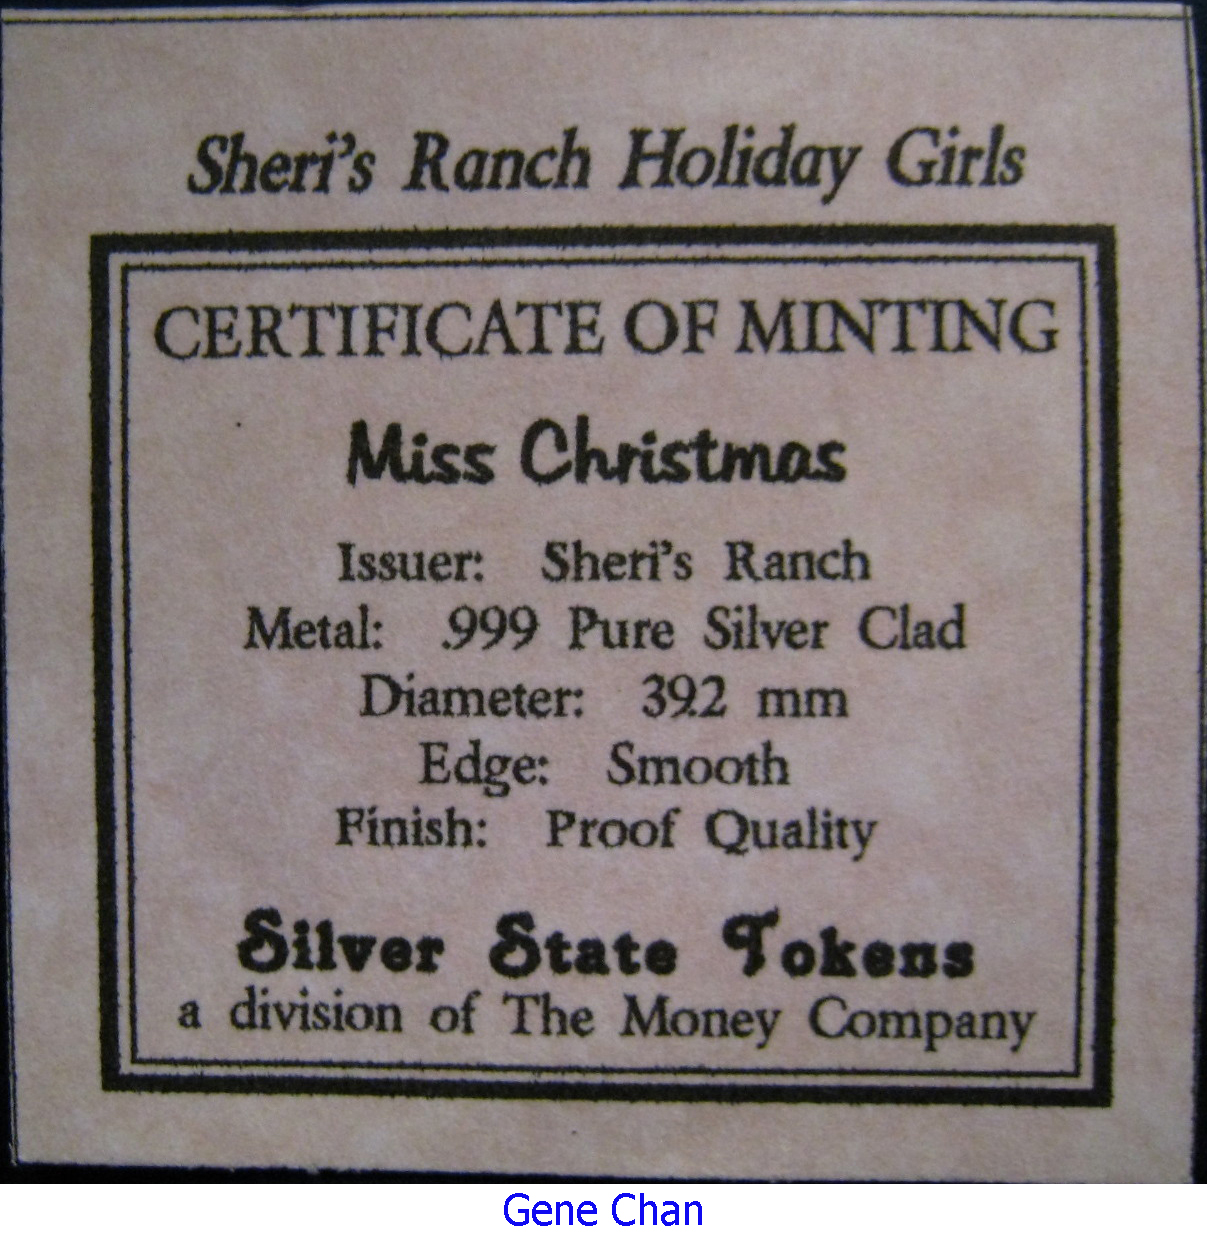 Sheri's Ranch Holiday Girls
CERTIFICATE OF MINTING
Miss Christmas
Issuer: Sheri's Ranch
Metal: .999 Pure Silver Clad
Diameter: 39.2 mm
Edge: Smooth
Finish: Proof Quality
Silver State Tokens
a division of The Money Company
Gene Chan